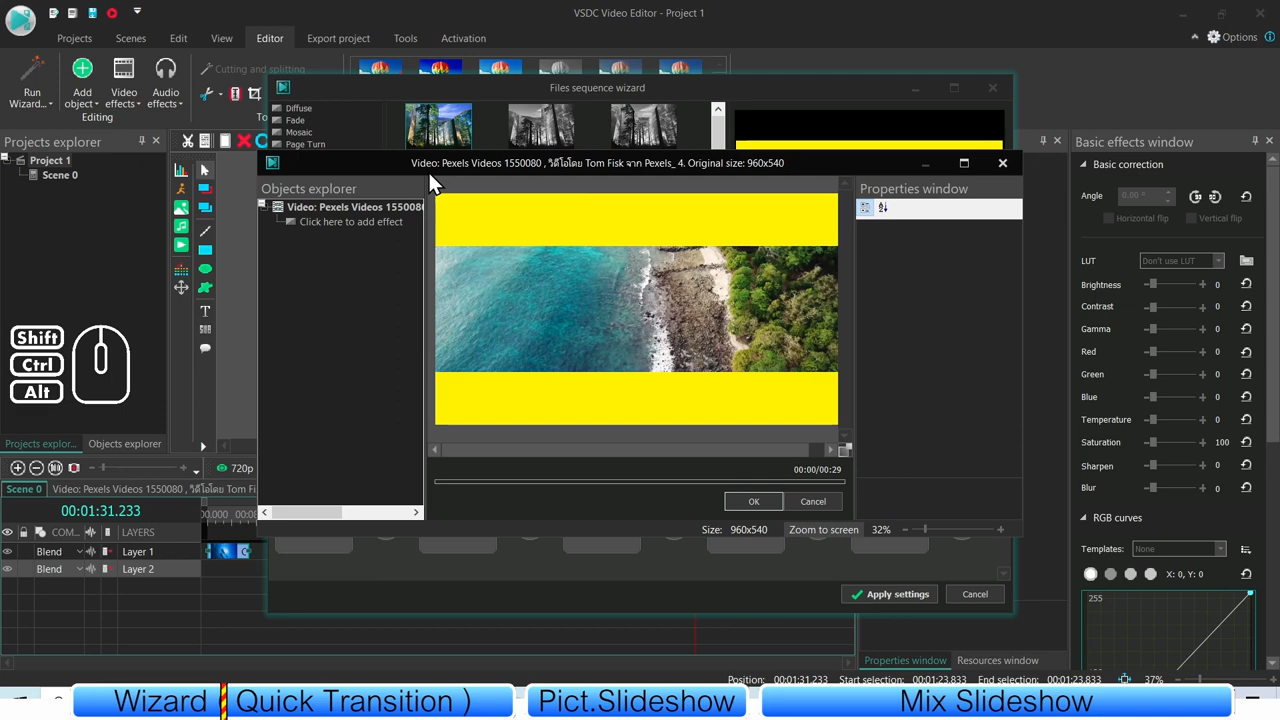 VSDC Video Editor - Project 1
Projects Scenes Edit View Editor Export project Tools Activation
Options
Run Wizard...
Add object
Video effects
Audio effects
Cutting and splitting
Editing
Files sequence wizard
Diffuse
Fade
Mosaic
Page Turn
Projects explorer
Project 1
Scene 0
Video: Pexels Videos 1550080 , วิดีโอโดย Tom Fisk จาก Pexels_ 4. Original size: 960x540
Objects explorer
Video: Pexels Videos 1550080
Click here to add effect
Properties window
00:00/00:29
OK
Cancel
Size: 960x540
Zoom to screen
32%
Shift
Ctrl
Alt
Projects explor...
Objects explorer
720p
Scene 0
Video: Pexels Videos 1550080 , วิดีโอโดย Tom Fis
00:01:31.233
COM...
LAYERS
Blend
Layer 1
Blend
Layer 2
Apply settings
Cancel
Basic effects window
Basic correction
Angle
0.00 °
Horizontal flip
Vertical flip
LUT
Don't use LUT
Brightness 0
Contrast 0
Gamma 0
Red 0
Green 0
Blue 0
Temperature 0
Saturation 100
Sharpen 0
Blur 0
RGB curves
Templates: None
X: 0, Y: 0
255
Properties window
Resources window
Position: 00:01:31.233
Start selection: 00:01:23.833
End selection: 00:01:23.833
37%
Wizard
Quick Transition )
Pict.Slideshow
Mix Slideshow